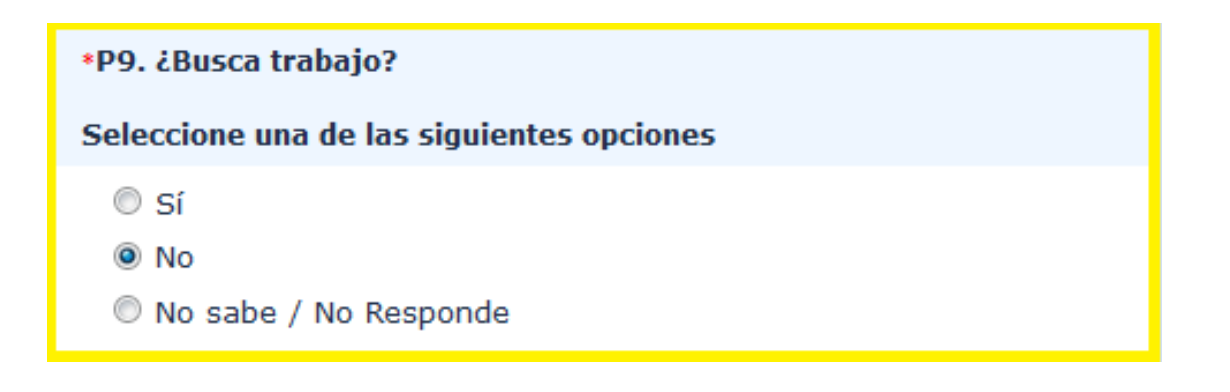 *P9. ¿Busca trabajo?
Seleccione una de las siguientes opciones
Sí
No
No sabe / No Responde